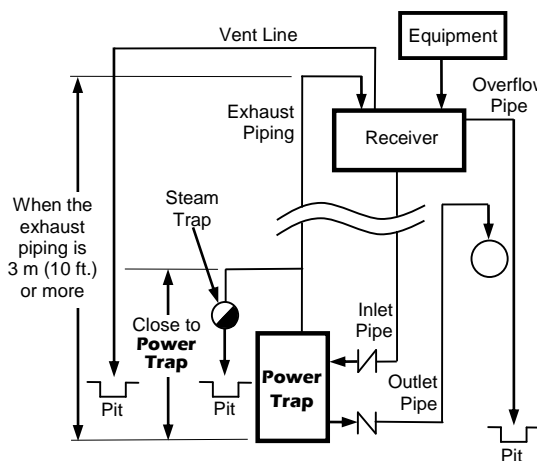 Vent Line
Equipment
Overflow
Pipe
Exhaust
Piping
Receiver
Steam
Trap
When the
exhaust
piping is
3 m (10 ft.)
or more
Close to
Power
Trap
Inlet
Pipe
Power
Trap
Outlet
Pipe
Pit
Pit
Pit